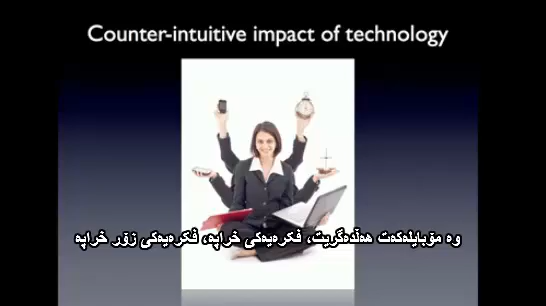 Counter-intuitive impact of technology
وە مۆبایلەکەت هەڵدەگریت، فکرەیەکی خراپە، فکرەیەکی زۆر خراپە